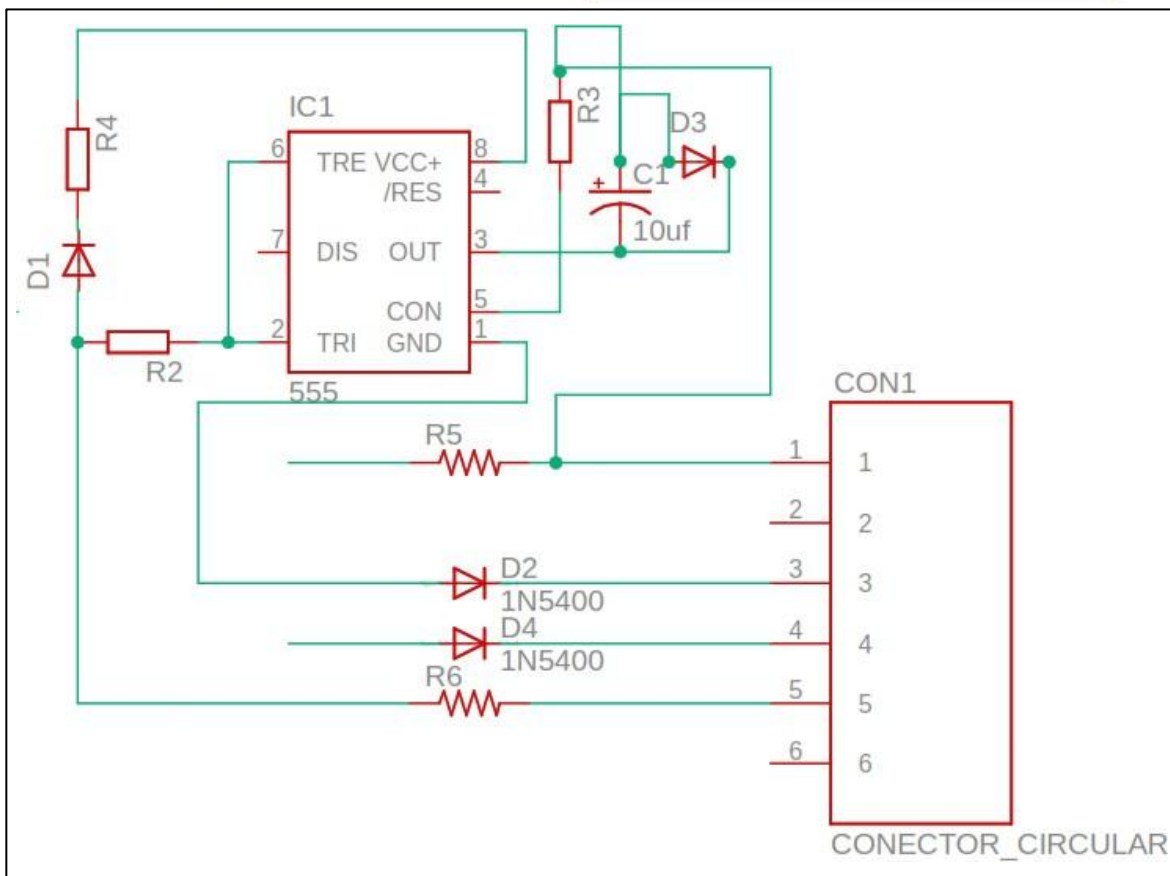 R4
IC1
R3
D3
6 TRE VCC+ 8
/RES 4
C1
+
D1
7 DIS OUT 3
10uf
CON 5
2 TRI GND 1
R2
555
CON1
R5
1 1
2 2
D2
3 3
1N5400
D4
4 4
1N5400
R6
5 5
6 6
CONECTOR_CIRCULAR